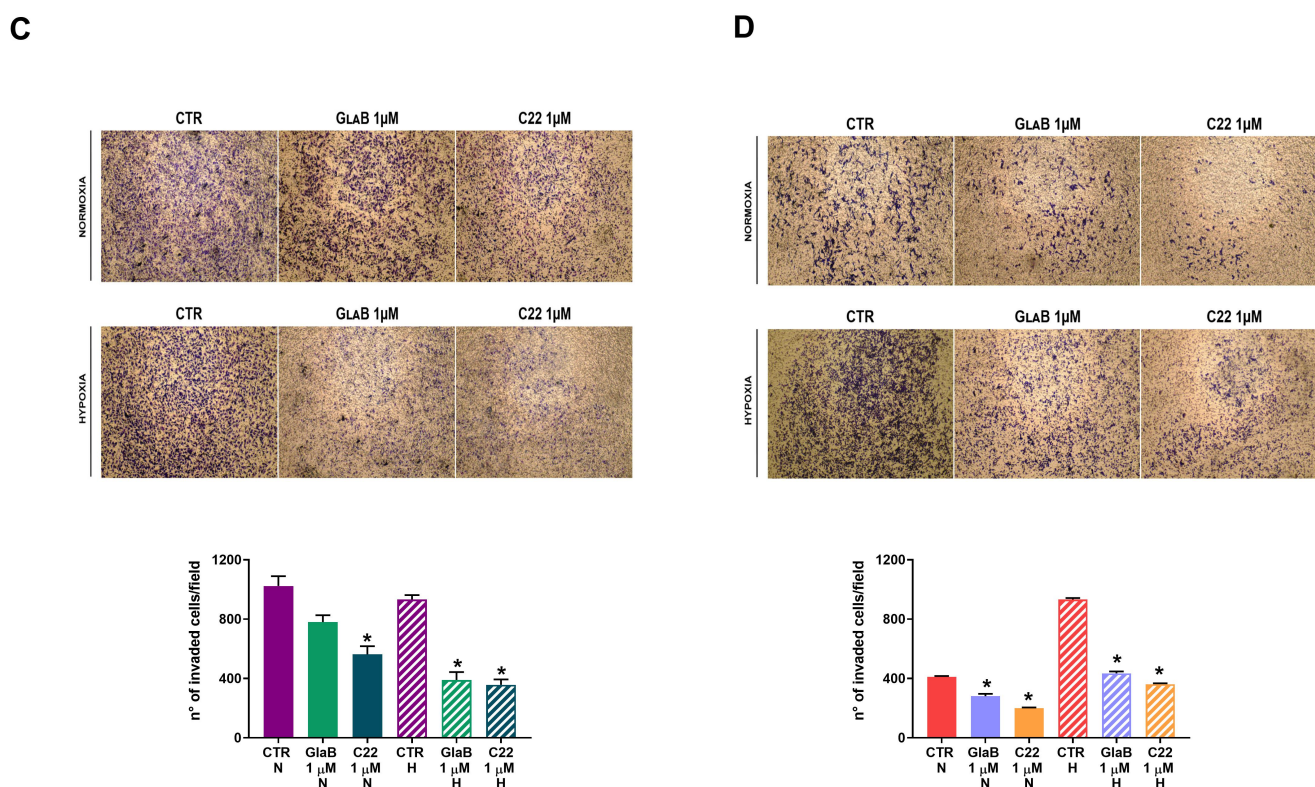 C
CTR GLAB 1µM C22 1µM
NORMOXIA
CTR GLAB 1µM C22 1µM
HYPOXIA
n° of invaded cells/field
1200
800
400
0
*
*
*
CTR N
GlaB 1 µM N
C22 1 µM N
CTR H
GlaB 1 µM H
C22 1 µM H
D
CTR GLAB 1µM C22 1µM
NORMOXIA
CTR GLAB 1µM C22 1µM
HYPOXIA
n° of invaded cells/field
1200
800
400
0
*
*
*
*
CTR N
GlaB 1 µM N
C22 1 µM N
CTR H
GlaB 1 µM H
C22 1 µM H